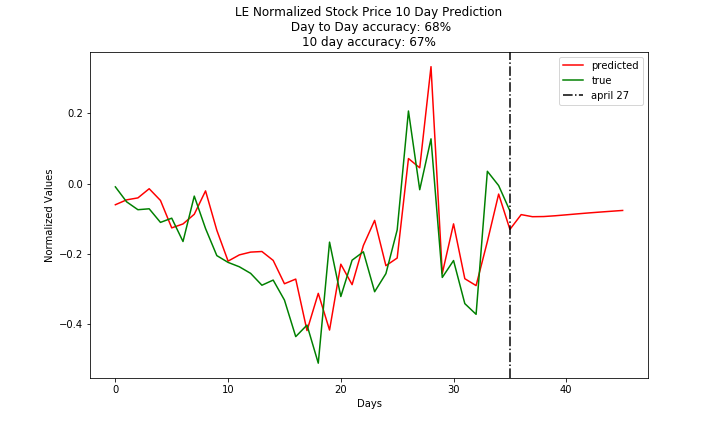 LE Normalized Stock Price 10 Day Prediction
Day to Day accuracy: 68%
10 day accuracy: 67%
predicted
true
april 27
0.2
0.0
−0.2
−0.4
Normalized Values
0 10 20 30 40
Days